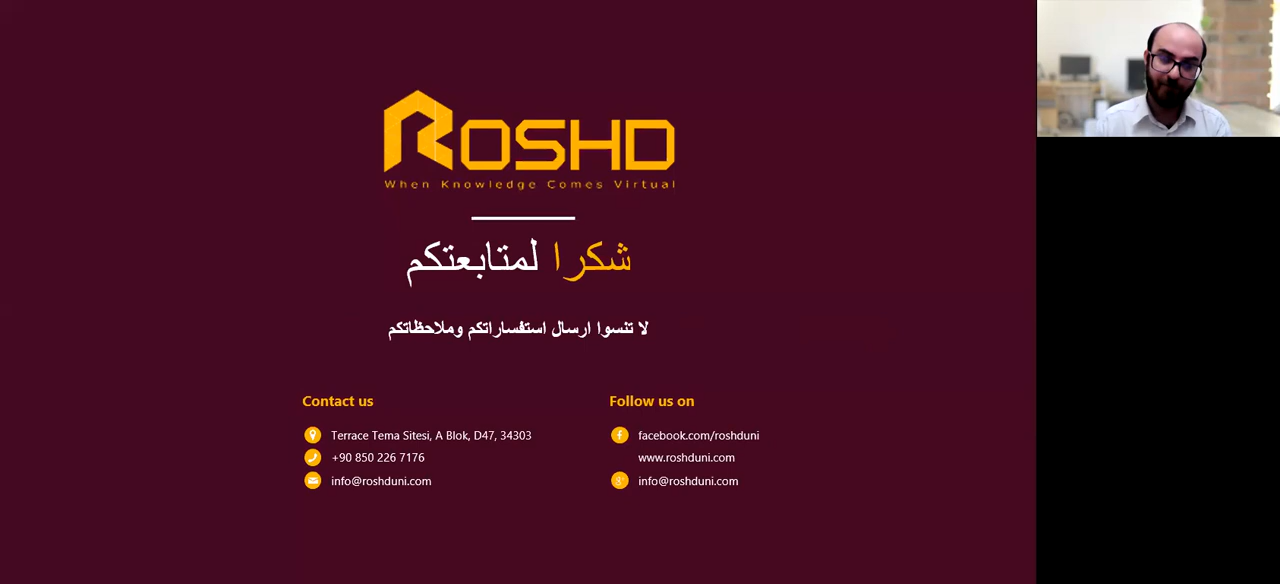 ROSHD
When Knowledge Comes Virtual
شكرا لمتابعتكم
لا تنسوا ارسال استفساراتكم وملاحظاتكم
Contact us
Terrace Tema Sitesi, A Blok, D47, 34303
+90 850 226 7176
info@roshduni.com
Follow us on
facebook.com/roshduni
www.roshduni.com
info@roshduni.com